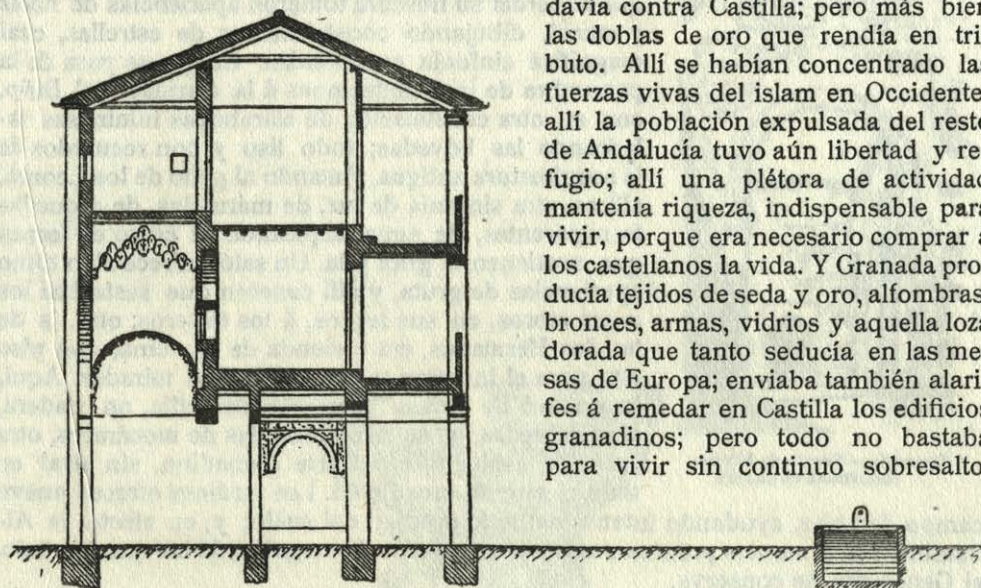 davía contra Castilla; pero más bien
las doblas de oro que rendía en tri-
buto. Allí se habían concentrado las
fuerzas vivas del islam en Occidente;
allí la población expulsada del resto
de Andalucía tuvo aún libertad y re-
fugio; allí una plétora de actividad
mantenía riqueza, indispensable para
vivir, porque era necesario comprar á
los castellanos la vida. Y Granada pro-
ducía tejidos de seda y oro, alfombras,
bronces, armas, vidrios y aquella loza
dorada que tanto seducía en las me-
sas de Europa; enviaba también alari-
fes á remedar en Castilla los edificios
granadinos; pero todo no bastaba
para vivir sin continuo sobresalto